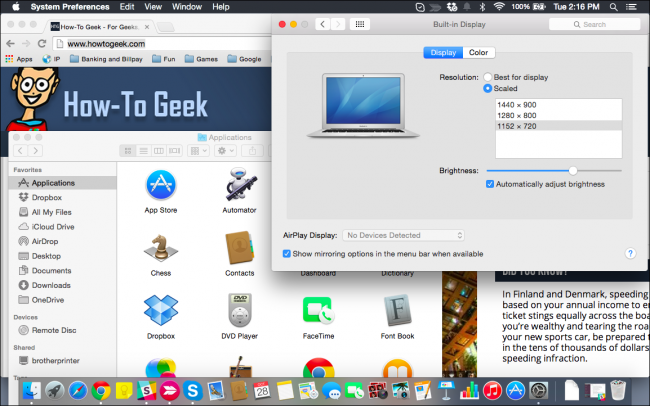 System Preferences Edit View Window Help
100% Tue 2:16 PM
How-To Geek - For Geeks,
www.howtogeek.com
Apps IP Banking and Billpay Fun Games Google
How-To Geek
Applications
Favorites
Applications
Dropbox
All My Files
iCloud Drive
AirDrop
Desktop
Documents
Downloads
OneDrive
Devices
Remote Disc
Shared
brotherprinter
App Store Automator
Chess Contacts Dashboard Dictionary
Dropbox DVD Player FaceTime Font Book
DVD
Built-in Display
Search
Display Color
Resolution: Best for display
Scaled
1440 × 900
1280 × 800
1152 × 720
Brightness:
Automatically adjust brightness
AirPlay Display: No Devices Detected
Show mirroring options in the menu bar when available
?
DID YOU KNOW?
In Finland and Denmark, speeding
based on your annual income to en
ticket stings equally across the boa
you're wealthy and tearing the roa
your new sports car, be prepared t
in the tens of thousands of dollars
speeding infraction.
28